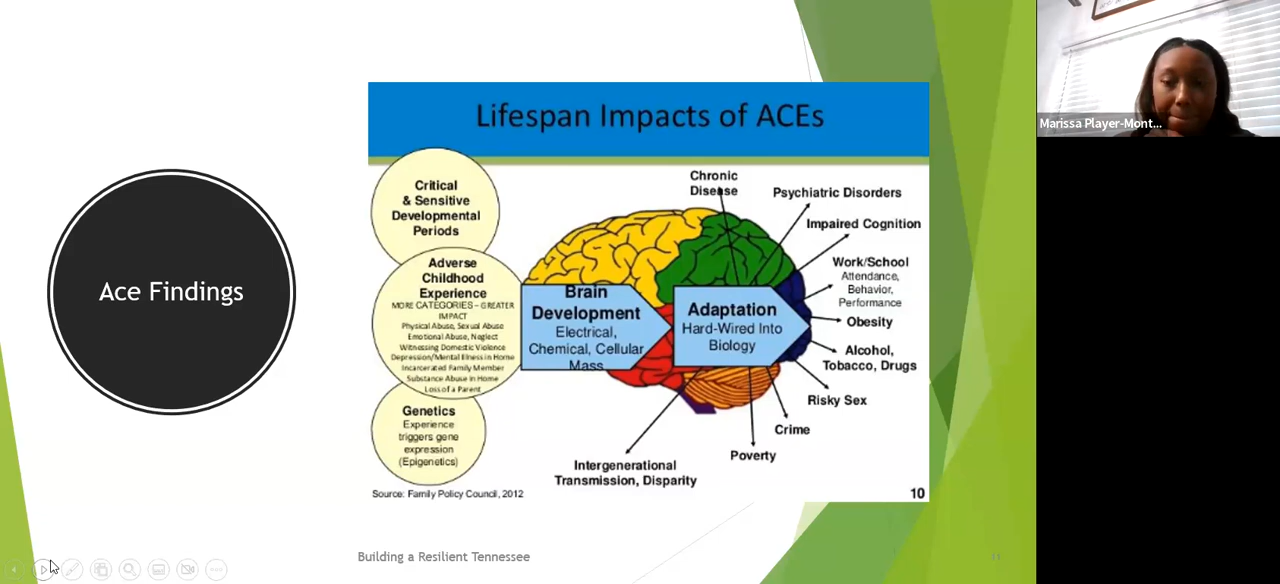 Ace Findings
Lifespan Impacts of ACEs
Critical
& Sensitive
Developmental
Periods
Adverse
Childhood
Experience
MORE CATEGORIES – GREATER
IMPACT
Physical Abuse, Sexual Abuse
Emotional Abuse, Neglect
Witnessing Domestic Violence
Depression/Mental Illness in Home
Incarcerated Family Member
Substance Abuse in Home
Loss of a Parent
Genetics
Experience
triggers gene
expression
(Epigenetics)
Brain
Development
Electrical,
Chemical, Cellular
Mass
Adaptation
Hard-Wired Into
Biology
Chronic
Disease
Psychiatric Disorders
Impaired Cognition
Work/School
Attendance,
Behavior,
Performance
Obesity
Alcohol,
Tobacco, Drugs
Risky Sex
Crime
Poverty
Intergenerational
Transmission, Disparity
Source: Family Policy Council, 2012
10
Building a Resilient Tennessee
Marissa Player-Mont...